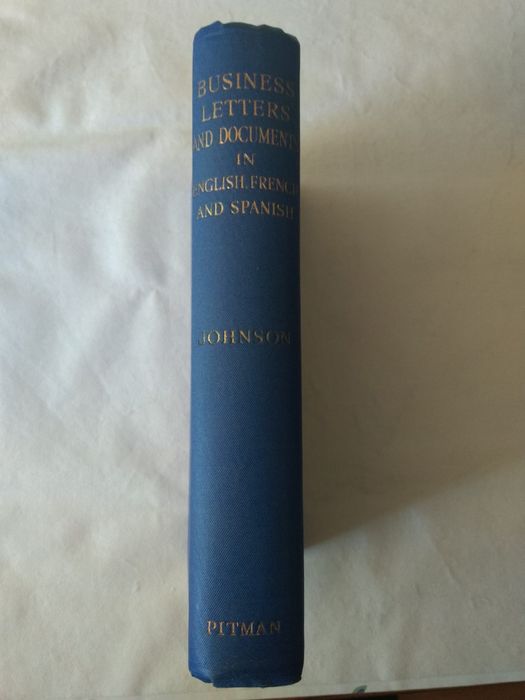 BUSINESS
LETTERS
AND DOCUMENTS
IN
ENGLISH, FRENCH
AND SPANISH
JOHNSON
PITMAN